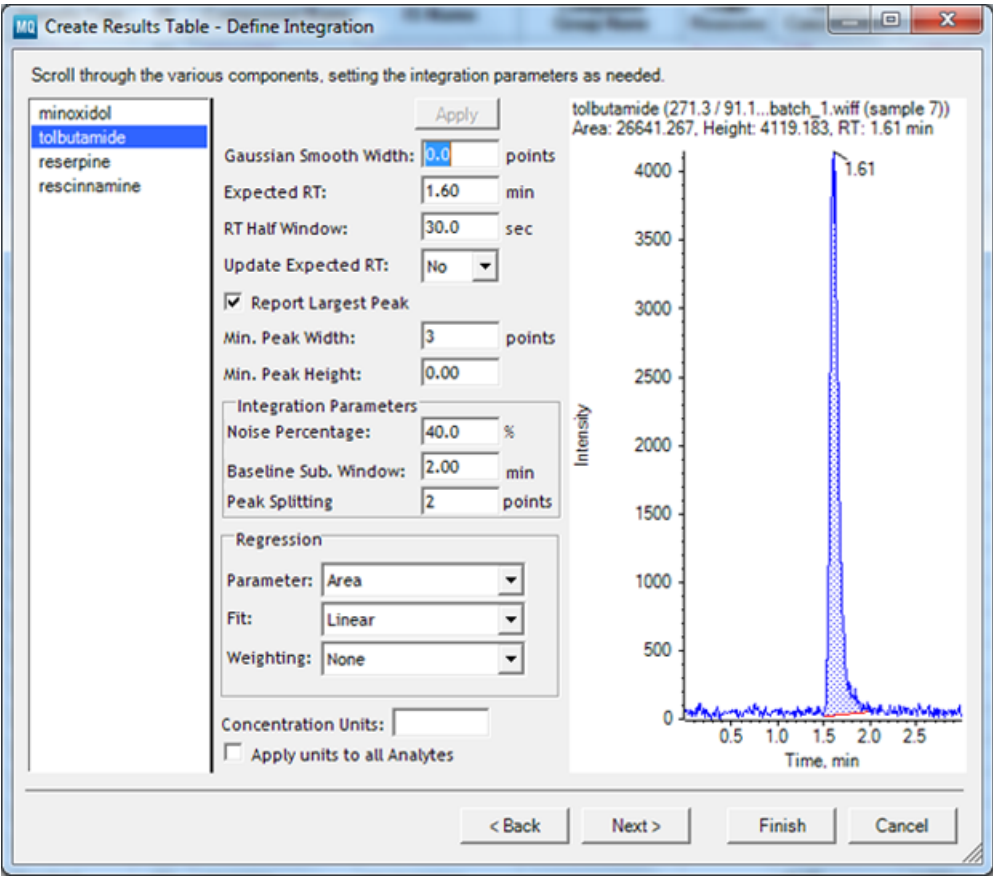 MQ Create Results Table - Define Integration
Scroll through the various components, setting the integration parameters as needed.
minoxidol
tolbutamide
reserpine
rescinnamine
Apply
Gaussian Smooth Width: 0.0 points
Expected RT: 1.60 min
RT Half Window: 30.0 sec
Update Expected RT: No
Report Largest Peak
Min. Peak Width: 3 points
Min. Peak Height: 0.00
Integration Parameters
Noise Percentage: 40.0 %
Baseline Sub. Window: 2.00 min
Peak Splitting 2 points
Regression
Parameter: Area
Fit: Linear
Weighting: None
Concentration Units:
Apply units to all Analytes
tolbutamide (271.3 / 91.1...batch_1.wiff (sample 7))
Area: 26641.267, Height: 4119.183, RT: 1.61 min
1.61
4000
3500
3000
2500
2000
1500
1000
500
0
Intensity
0.5 1.0 1.5 2.0 2.5
Time, min
< Back Next > Finish Cancel